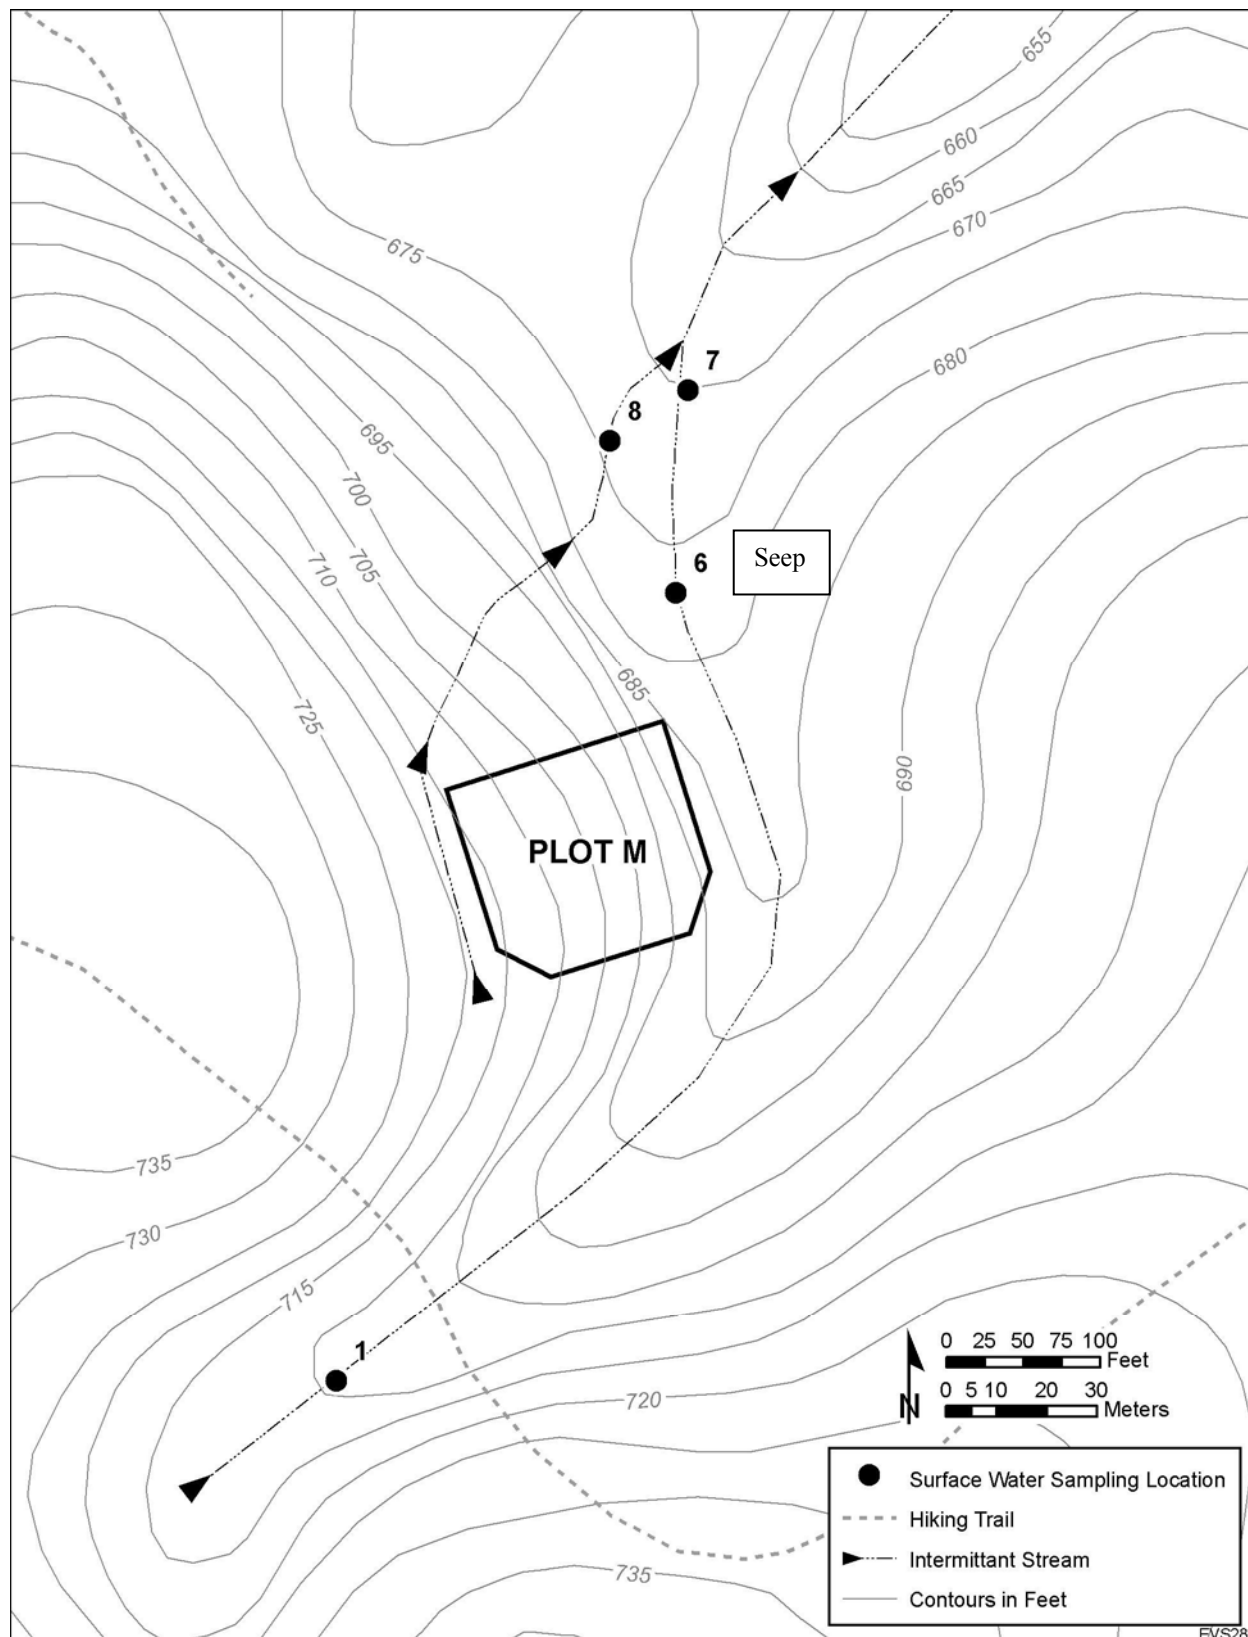 655
660
665
670
675
680
7
8
695
700
6
Seep
705
710
685
725
690
PLOT M
735
730
715
1
720
735
0 25 50 75 100
Feet
0 5 10 20 30
Meters
N
Surface Water Sampling Location
Hiking Trail
Intermittant Stream
Contours in Feet
EVS28